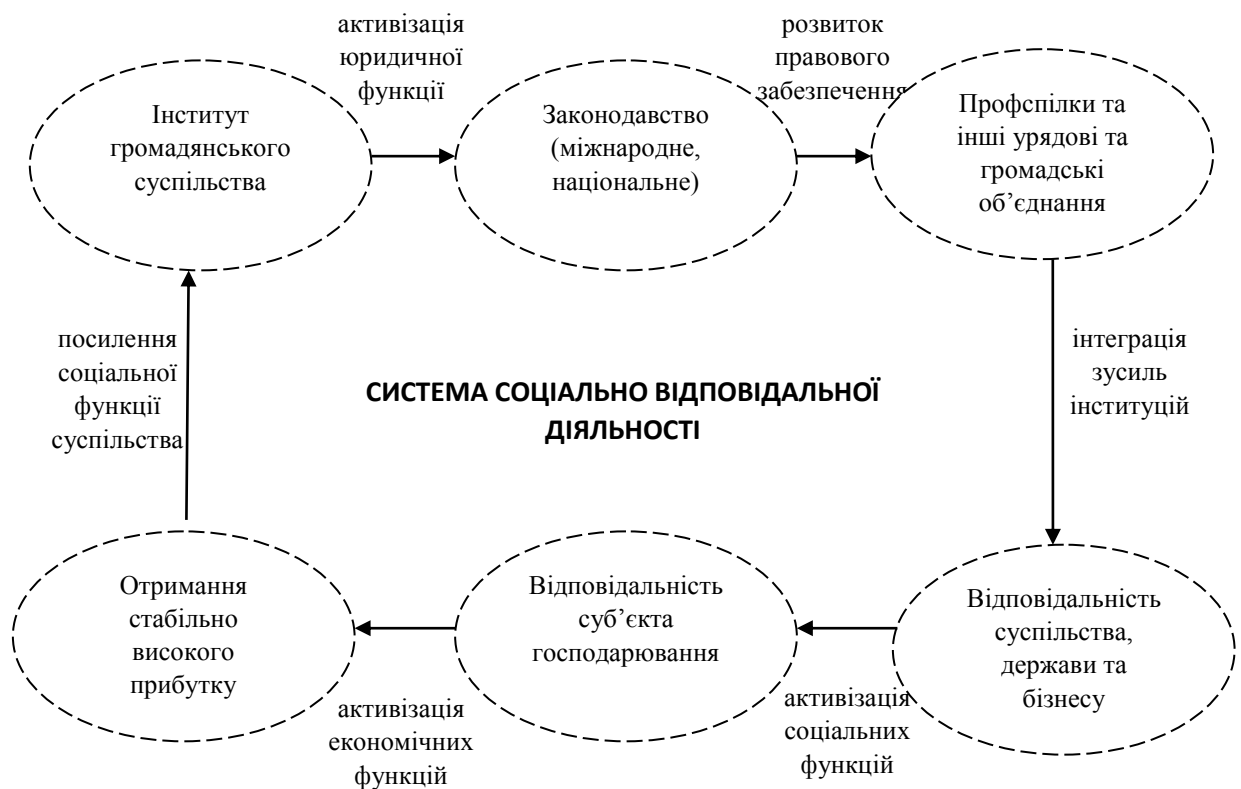 активізація
юридичної
функції
розвиток
правового
забезпечення
Інститут
громадянського
суспільства
Законодавство
(міжнародне,
національне)
Профспілки та
інші урядові та
громадські
об’єднання
посилення
соціальної
функції
суспільства
СИСТЕМА СОЦІАЛЬНО ВІДПОВІДАЛЬНОЇ
ДІЯЛЬНОСТІ
інтеграція
зусиль
інституцій
Отримання
стабільно
високого
прибутку
Відповідальність
суб’єкта
господарювання
Відповідальність
суспільства,
держави та
бізнесу
активізація
економічних
функцій
активізація
соціальних
функцій